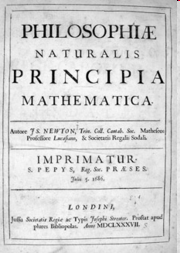 PHILOSOPHIÆ
NATURALIS
PRINCIPIA
MATHEMATICA.
Autore J S. NEWTON, Trin. Coll. Cantab. Soc. Matheseos
Professore Lucasiano, & Societatis Regalis Sodali.
IMPRIMATUR.
S. PEPYS, Reg. Soc. PRÆSES.
Julii 5. 1686.
LONDINI,
Jussu Societatis Regiæ ac Typis Josephi Streater. Prostat apud
plures Bibliopolas. Anno MDCLXXXVII.